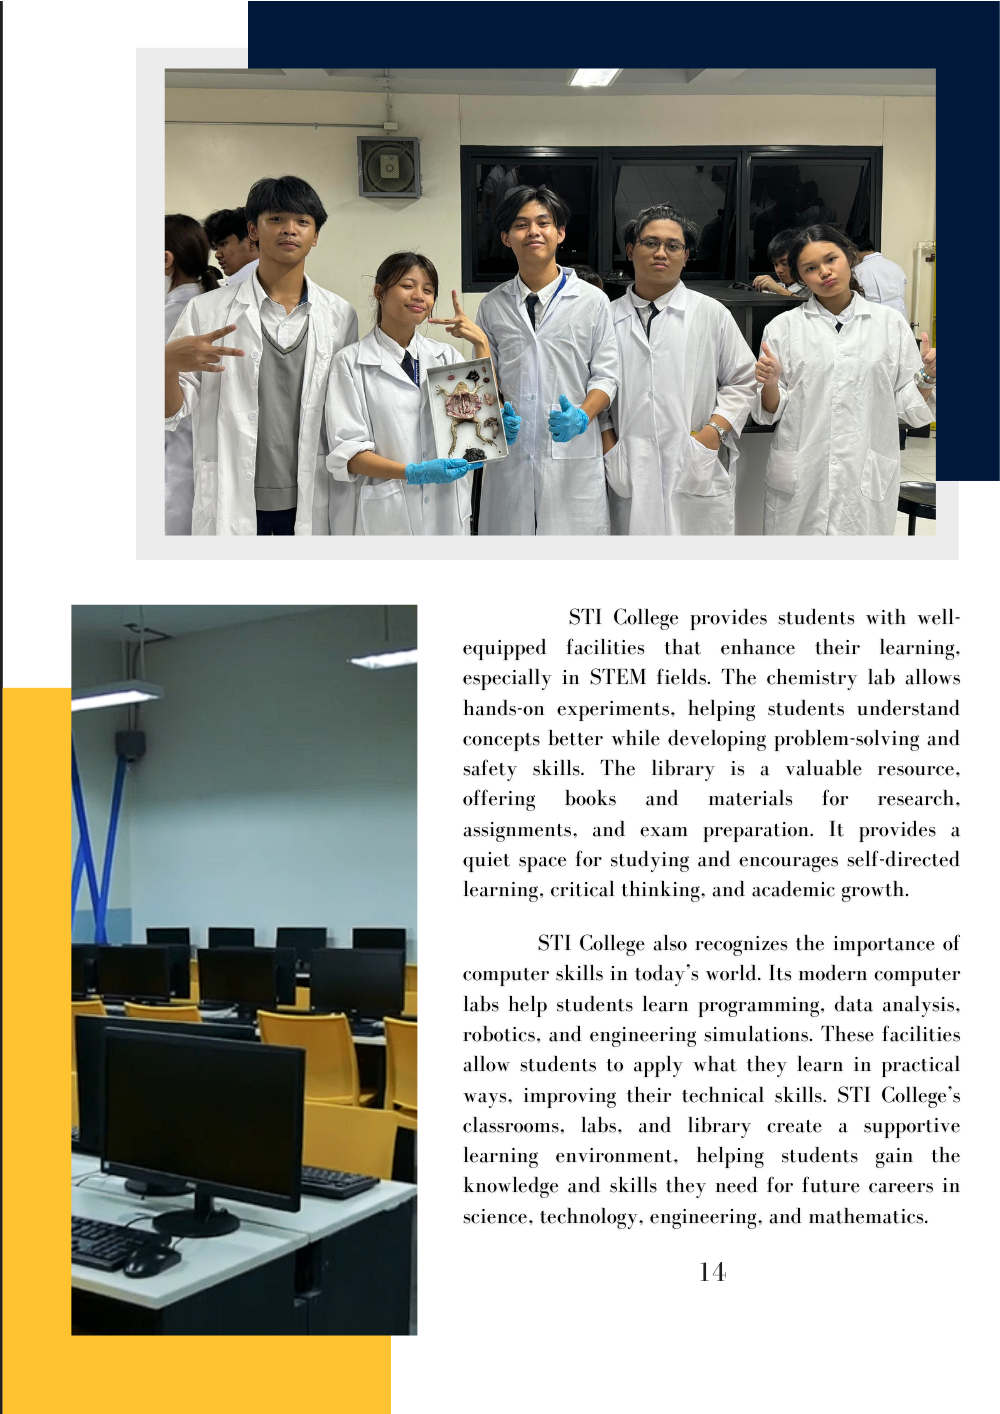 STI College provides students with well-
equipped facilities that enhance their learning,
especially in STEM fields. The chemistry lab allows
hands-on experiments, helping students understand
concepts better while developing problem-solving and
safety skills. The library is a valuable resource,
offering books and materials for research,
assignments, and exam preparation. It provides a
quiet space for studying and encourages self-directed
learning, critical thinking, and academic growth.
STI College also recognizes the importance of
computer skills in today's world. Its modern computer
labs help students learn programming, data analysis,
robotics, and engineering simulations. These facilities
allow students to apply what they learn in practical
ways, improving their technical skills. STI College's
classrooms, labs, and library create a supportive
learning environment, helping students gain the
knowledge and skills they need for future careers in
science, technology, engineering, and mathematics.
14